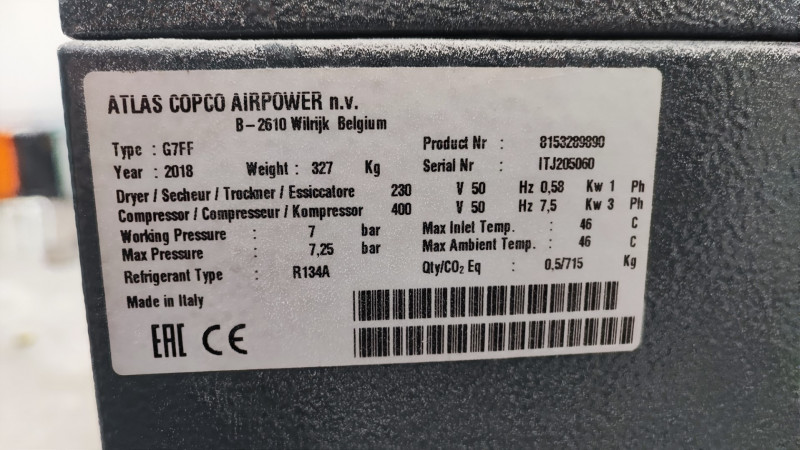 ATLAS COPCO AIRPOWER n.v.
B-2610 Wilrijk Belgium
Type : G7FF Product Nr : 8153289890
Year : 2018 Weight : 327 Kg Serial Nr : ITJ205060
Dryer / Secheur / Trockner / Essiccatore 230 V 50 Hz 0,58 Kw 1 Ph
Compressor / Compresseur / Kompressor 400 V 50 Hz 7,5 Kw 3 Ph
Working Pressure : 7 bar Max Inlet Temp. : 46 C
Max Pressure : 7,25 bar Max Ambient Temp. : 46 C
Refrigerant Type : R134A Qty/CO₂ Eq : 0,5/715 Kg
Made in Italy
EAC CE